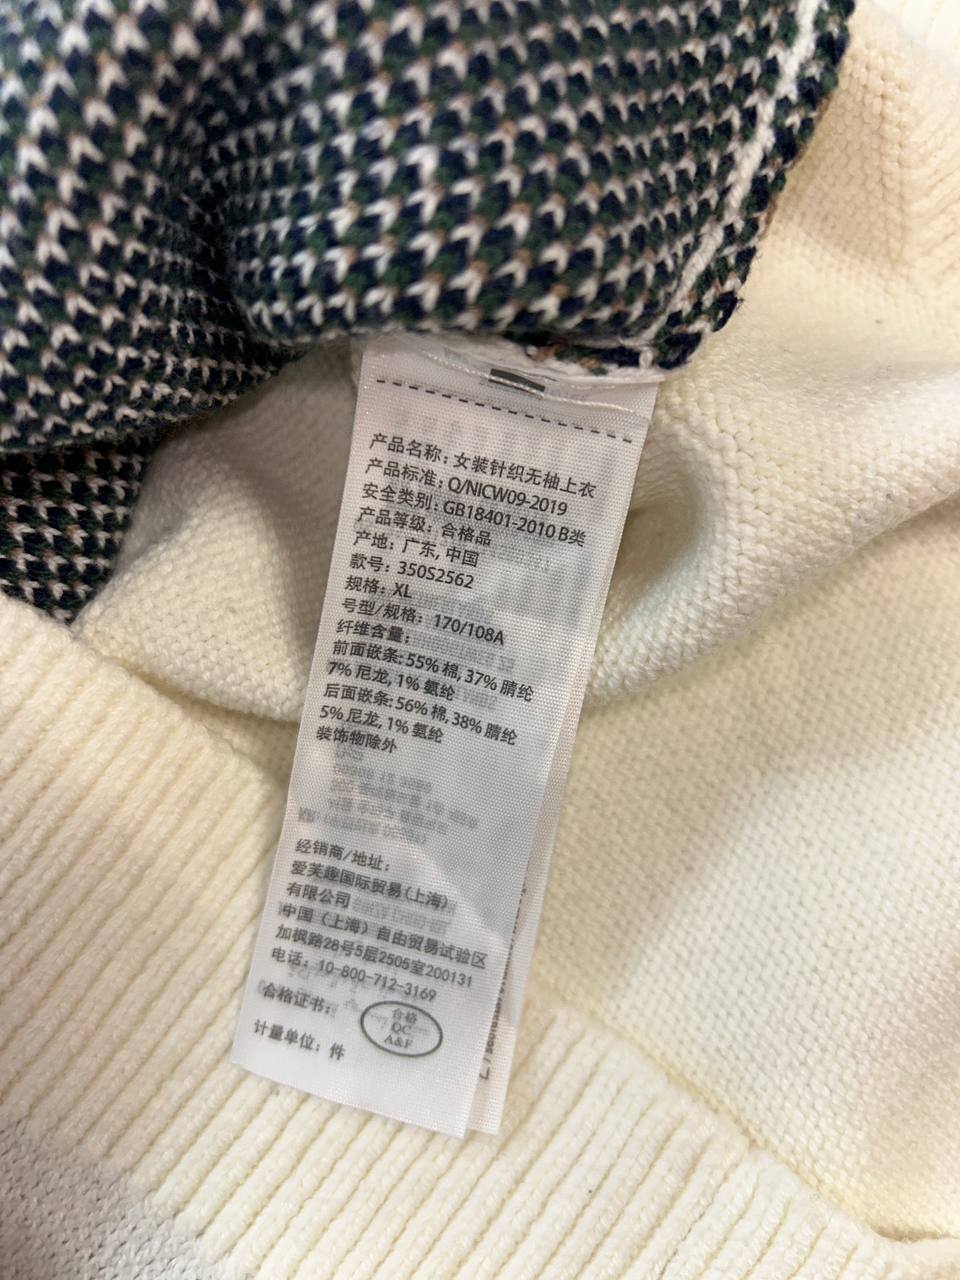 产品名称：女装针织无袖上衣
产品标准：Q/NICW09-2019
安全类别：GB18401-2010 B类
产品等级：合格品
产地：广东, 中国
款号：350S2562
规格：XL
号型/规格：170/108A
纤维含量：
前面嵌条：55% 棉, 37% 腈纶
7% 尼龙, 1% 氨纶
后面嵌条：56% 棉, 38% 腈纶
5% 尼龙, 1% 氨纶
装饰物除外
经销商/地址：
爱芙趣国际贸易(上海)
有限公司
中国（上海）自由贸易试验区
加枫路28号5层2505室200131
电话：10-800-712-3169
合格证书：
合格
QC
A&F
计量单位：件